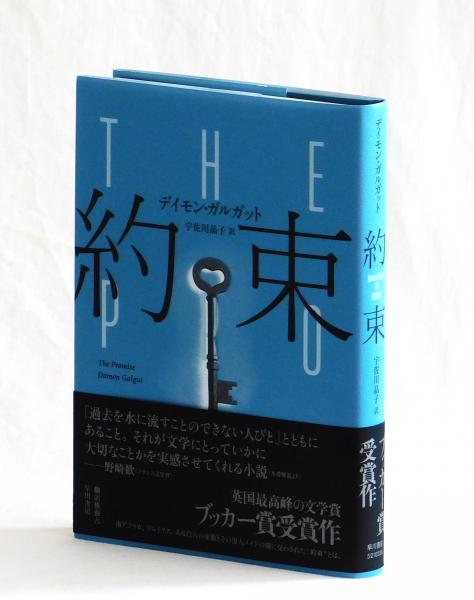 THE
デイモン・ガルガット
宇佐川晶子 訳
約束
P O
The Promise
Damon Galgut
「過去を水に流すことのできない人びと」とともに
あること。それが文学にとっていかに
大切なことかを実感させてくれる小説
——野崎歓
英国最高峰の文学賞
ブッカー賞受賞作
早川書房
デイモン・ガルガット
約束
宇佐川晶子 訳
ブッカー賞
受賞作
早川書房